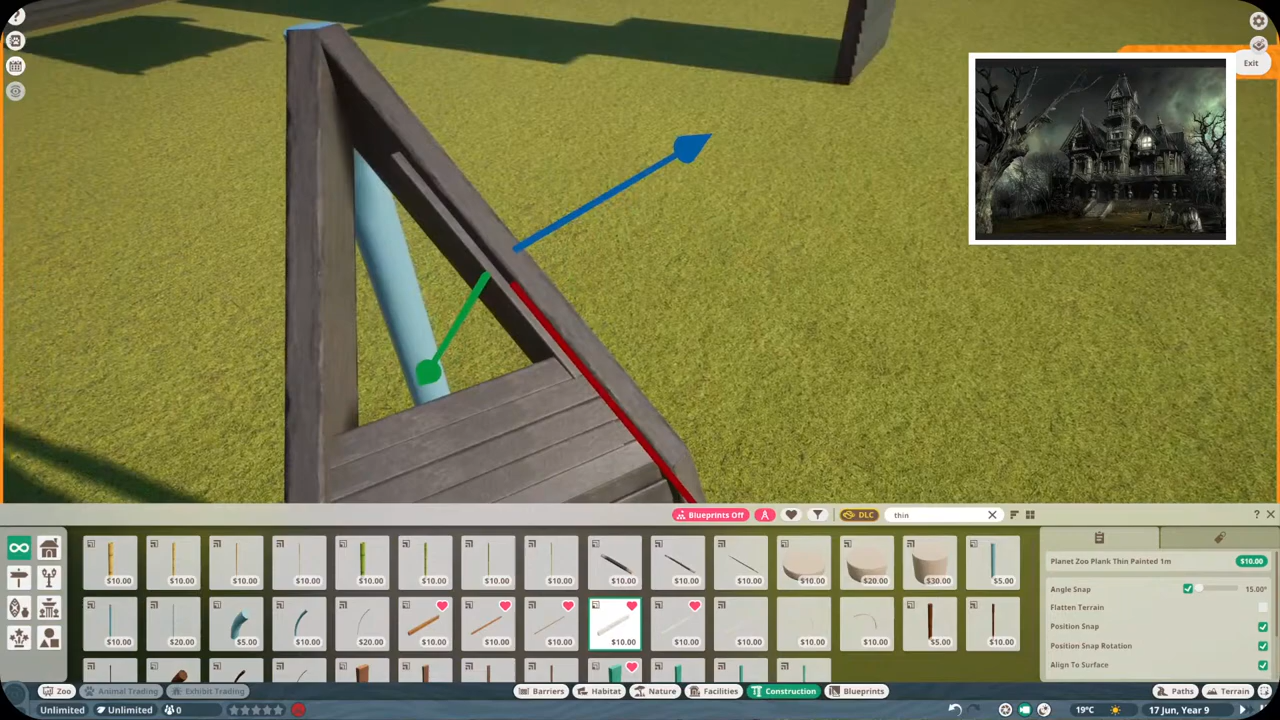 Exit
Blueprints Off
DLC
thin
?
$10.00 $10.00 $10.00 $10.00 $10.00 $10.00 $10.00 $10.00 $10.00 $10.00 $10.00 $10.00 $20.00 $30.00 $5.00
$10.00 $20.00 $5.00 $10.00 $20.00 $10.00 $10.00 $10.00 $10.00 $10.00 $10.00 $10.00 $10.00 $5.00 $10.00
Planet Zoo Plank Thin Painted 1m $10.00
Angle Snap 15.00°
Flatten Terrain
Position Snap
Position Snap Rotation
Align To Surface
Zoo Animal Trading Exhibit Trading Barriers Habitat Nature Facilities Construction Blueprints Paths Terrain
Unlimited Unlimited 0 19°C 17 Jun, Year 9